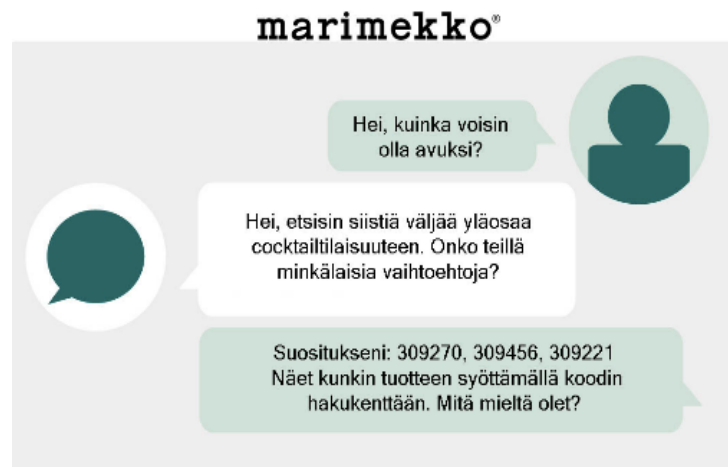 marimekko®
Hei, kuinka voisin
olla avuksi?
Hei, etsisin siistiä väljää yläosaa
cocktailtilaisuuteen. Onko teillä
minkälaisia vaihtoehtoja?
Suositukseni: 309270, 309456, 309221
Näet kunkin tuotteen syöttämällä koodin
hakukenttään. Mitä mieltä olet?